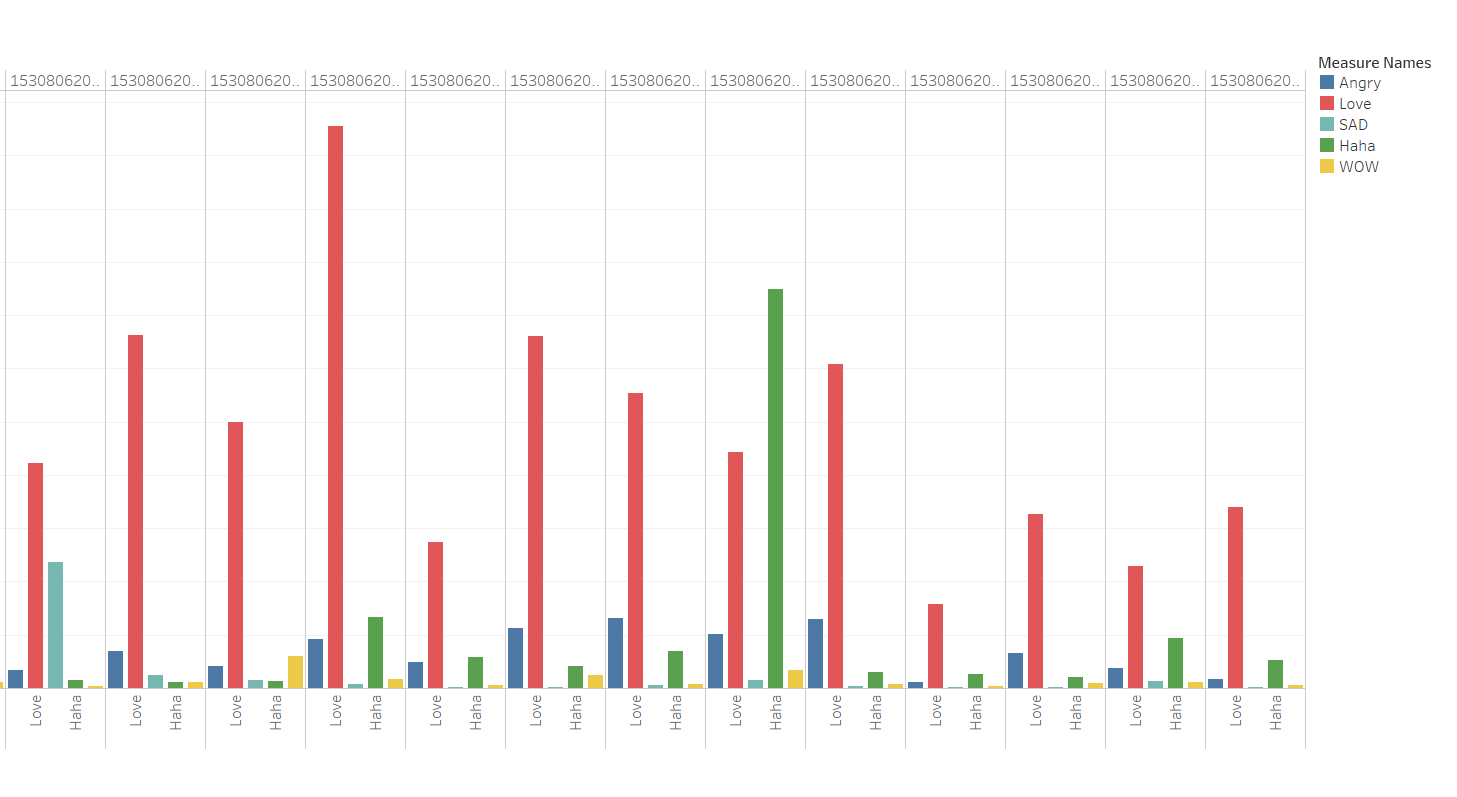 153080620.. 153080620.. 153080620.. 153080620.. 153080620.. 153080620.. 153080620.. 153080620.. 153080620.. 153080620.. 153080620.. 153080620.. 153080620..
Measure Names
Angry
Love
SAD
Haha
WOW
Love Haha Love Haha Love Haha Love Haha Love Haha Love Haha Love Haha Love Haha Love Haha Love Haha Love Haha Love Haha Love Haha